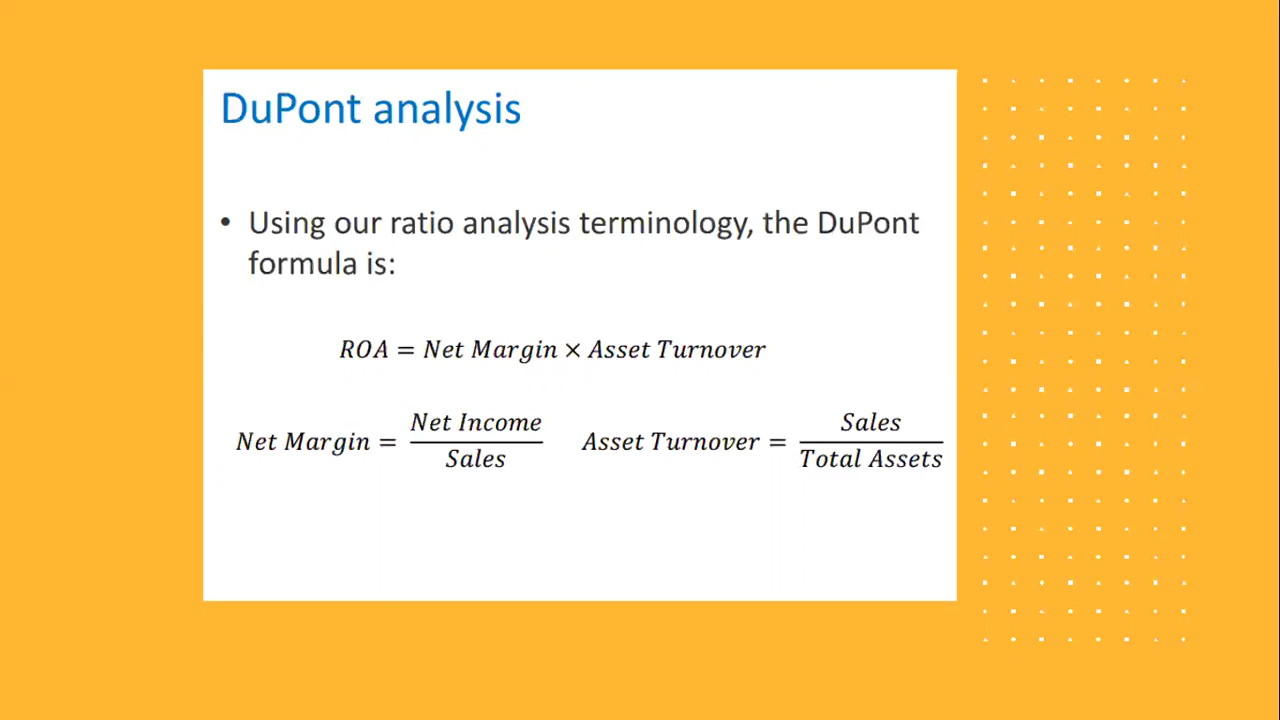 DuPont analysis
• Using our ratio analysis terminology, the DuPont
formula is:
ROA = Net Margin × Asset Turnover
Net Margin = Net Income / Sales   Asset Turnover = Sales / Total Assets